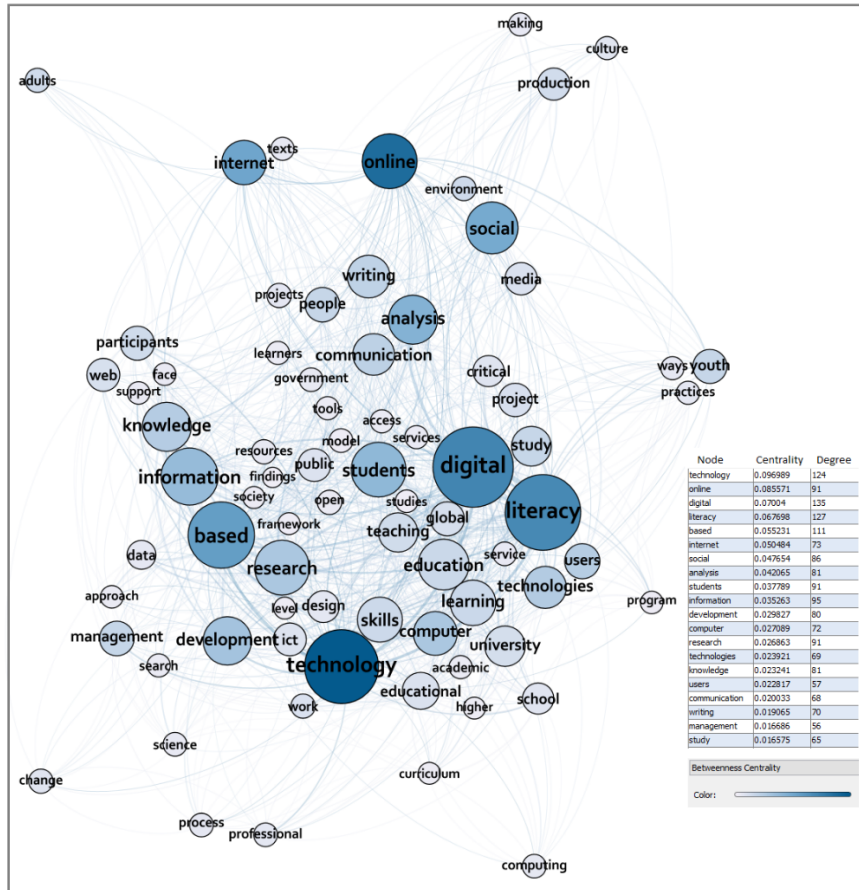 making
culture
adults
production
texts
internet
online
environment
social
writing
media
projects
people
analysis
participants
learners
communication
web
face
government
critical
ways
youth
support
practices
tools
project
knowledge
access
model
services
study
resources
public
students
digital
information
findings
society
open
studies
literacy
based
framework
teaching
global
data
research
education
service
users
approach
level
design
learning
technologies
program
management
development
ict
skills
computer
university
search
technology
academic
educational
school
work
higher
science
change
curriculum
process
professional
computing
Node Centrality Degree
technology 0.096989 124
online 0.085571 91
digital 0.07004 135
literacy 0.067698 127
based 0.055231 111
internet 0.050484 73
social 0.047654 86
analysis 0.042065 81
students 0.037789 91
information 0.035263 95
development 0.029827 80
computer 0.027089 72
research 0.026863 91
technologies 0.023921 69
knowledge 0.023241 81
users 0.022817 57
communication 0.020033 68
writing 0.019065 70
management 0.016686 56
study 0.016575 65
Betweenness Centrality
Color: